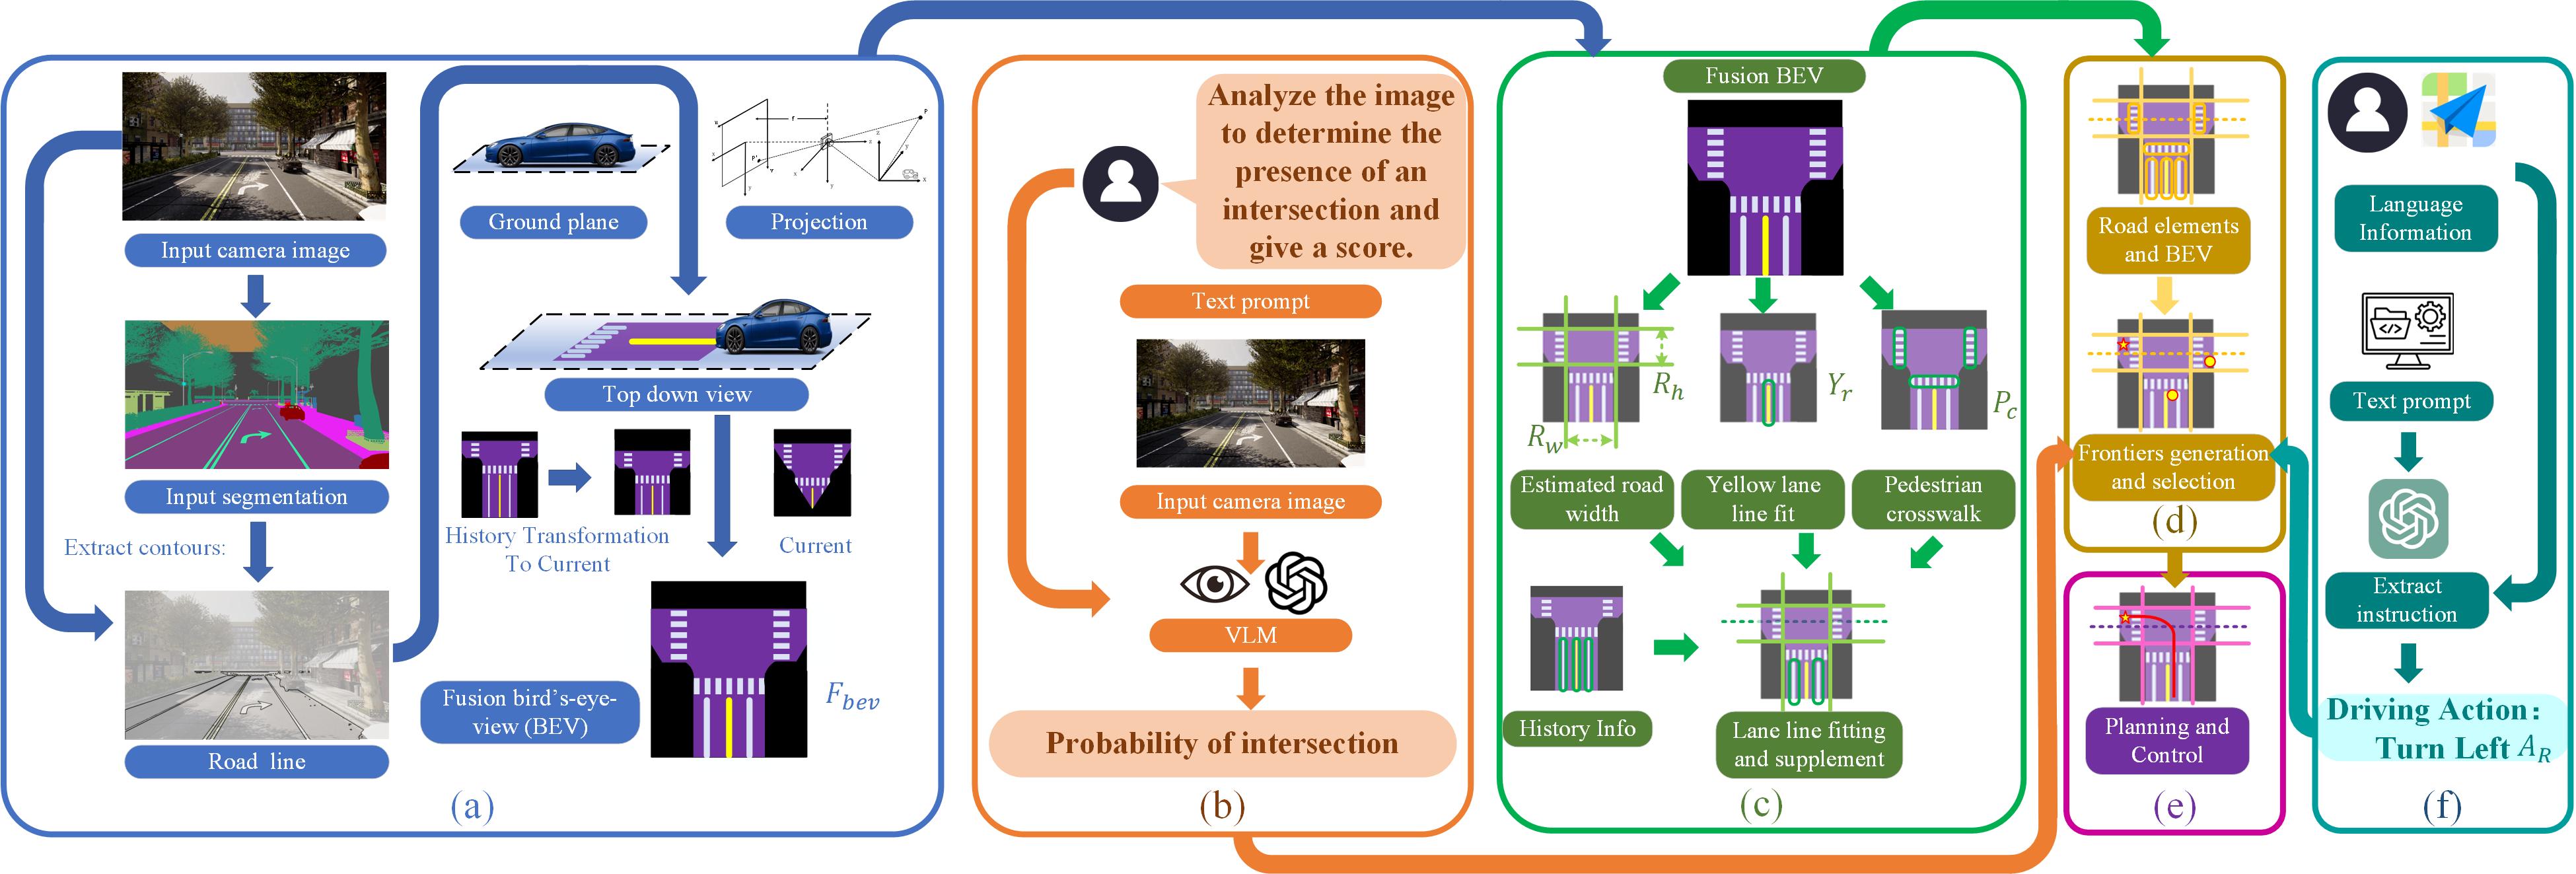 Input camera image
Input segmentation
Extract contours:
Road line
Ground plane
Projection
Top down view
History Transformation
To Current
Current
Fusion bird's-eye-
view (BEV)
F_bev
(a)
Analyze the image
to determine the
presence of an
intersection and
give a score.
Text prompt
Input camera image
VLM
Probability of intersection
(b)
Fusion BEV
R_h
R_w
Y_r
P_c
Estimated road
width
Yellow lane
line fit
Pedestrian
crosswalk
History Info
Lane line fitting
and supplement
(c)
Road elements
and BEV
Frontiers generation
and selection
(d)
Planning and
Control
(e)
Language
Information
Text prompt
Extract
instruction
Driving Action:
Turn Left A_R
(f)